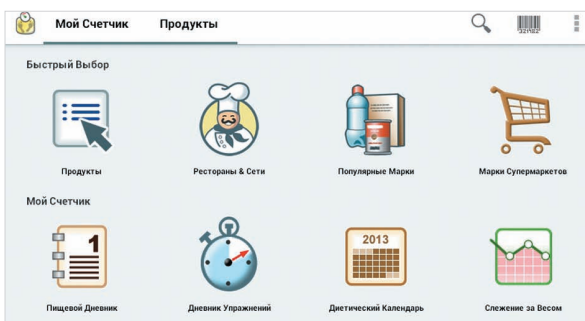 Мой Счетчик Продукты
Быстрый Выбор
Продукты Рестораны & Сети Популярные Марки Марки Супермаркетов
Мой Счетчик
1 2013
Пищевой Дневник Дневник Упражнений Диетический Календарь Слежение за Весом